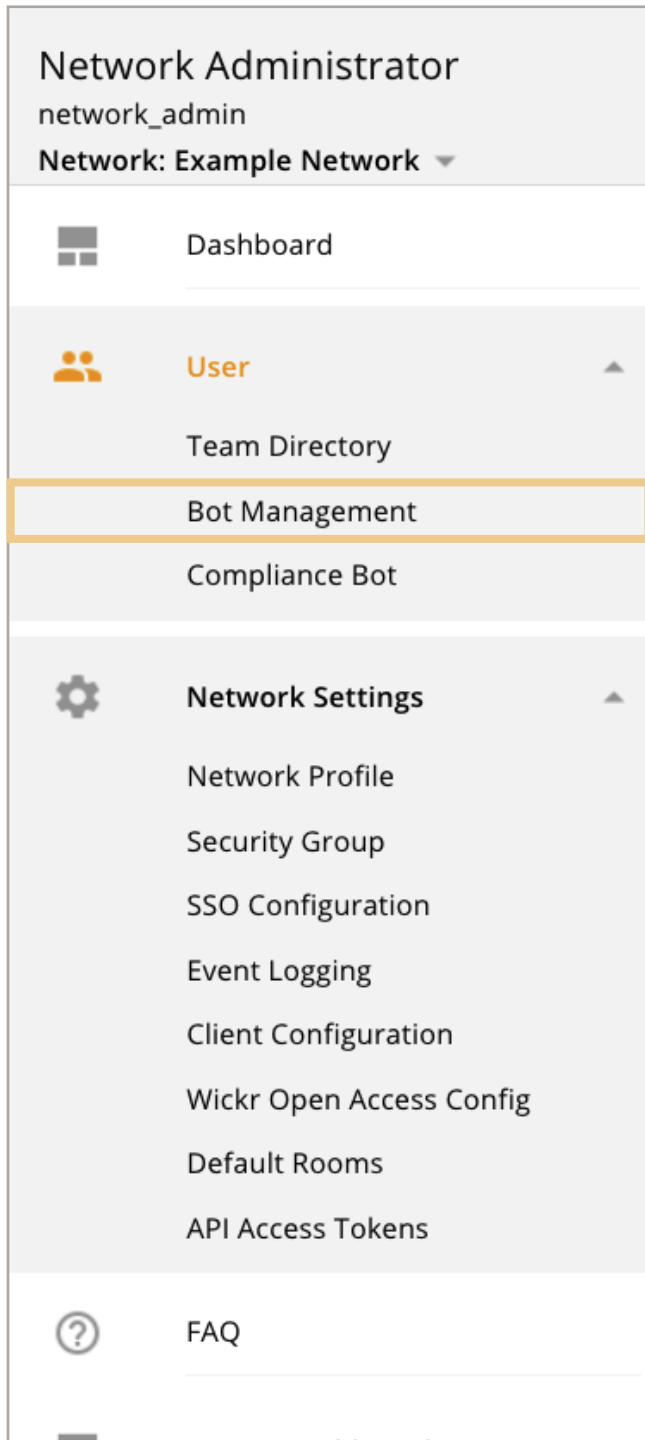 Network Administrator
network_admin
Network: Example Network
Dashboard
User
Team Directory
Bot Management
Compliance Bot
Network Settings
Network Profile
Security Group
SSO Configuration
Event Logging
Client Configuration
Wickr Open Access Config
Default Rooms
API Access Tokens
FAQ